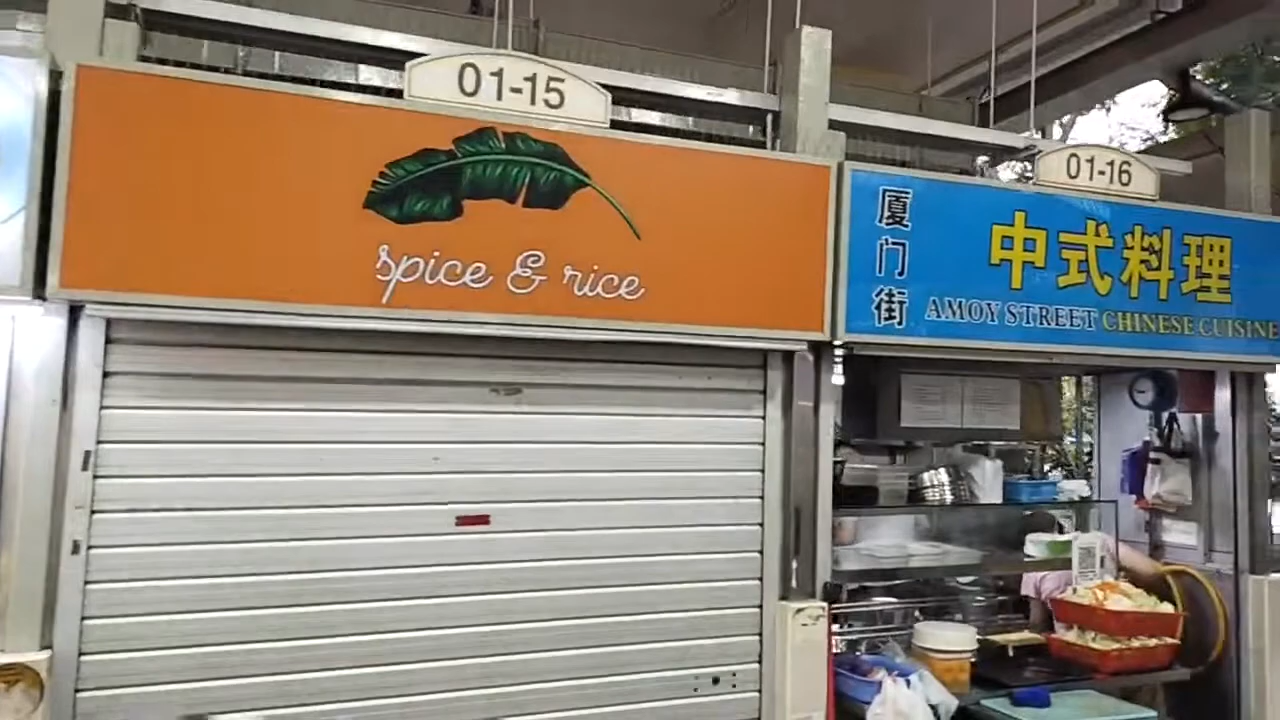 01-15
spice & rice
01-16
厦门街
中式料理
AMOY STREET CHINESE CUISINE